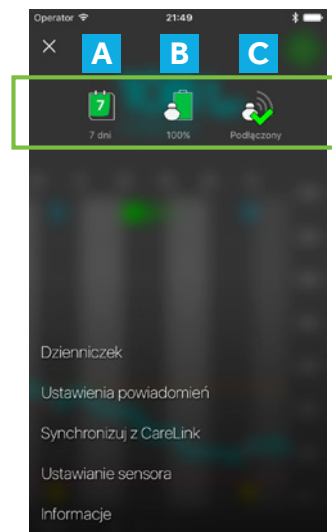 Operator 21:49
A B C
7
7 dni 100% Podłączony
Dzienniczek
Ustawienia powiadomień
Synchronizuj z CareLink
Ustawianie sensora
Informacje